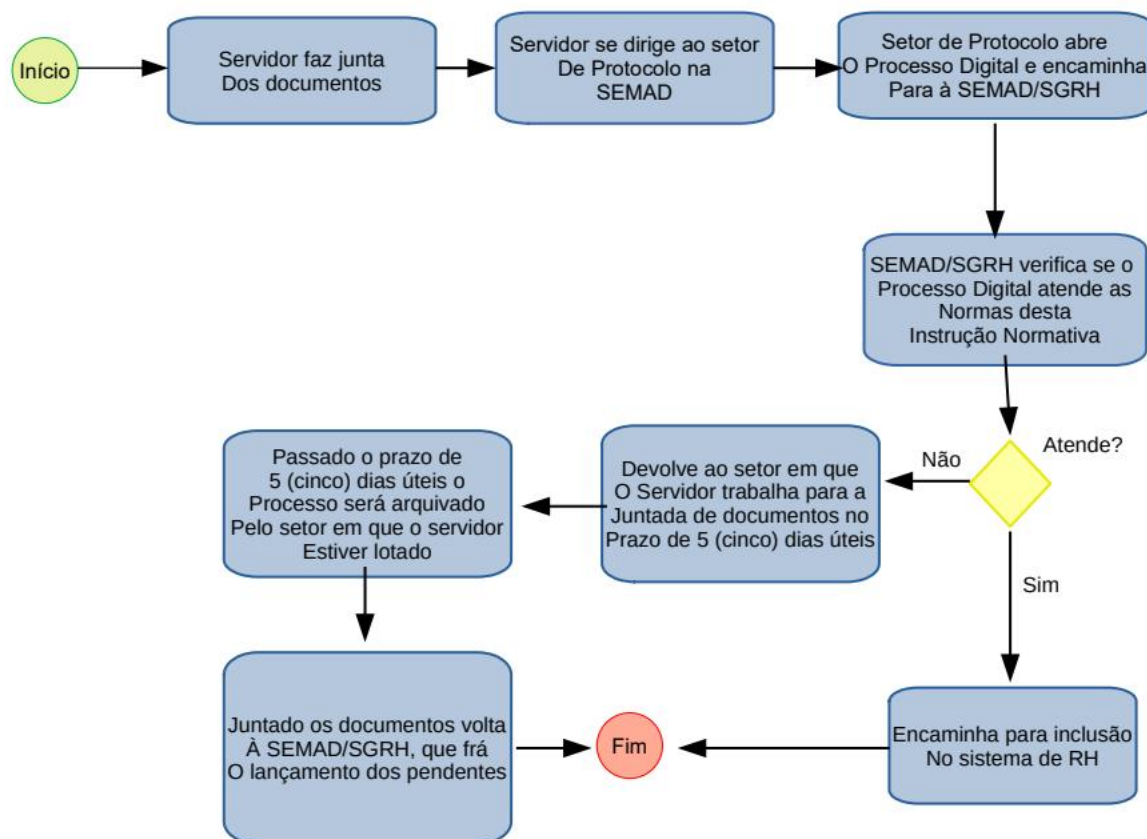 Início
Servidor faz junta
Dos documentos
Servidor se dirige ao setor
De Protocolo na
SEMAD
Setor de Protocolo abre
O Processo Digital e encaminha
Para à SEMAD/SGRH
SEMAD/SGRH verifica se o
Processo Digital atende as
Normas desta
Instrução Normativa
Atende?
Não
Devolve ao setor em que
O Servidor trabalha para a
Juntada de documentos no
Prazo de 5 (cinco) dias úteis
Passado o prazo de
5 (cinco) dias úteis o
Processo será arquivado
Pelo setor em que o servidor
Estiver lotado
Sim
Juntado os documentos volta
À SEMAD/SGRH, que frá
O lançamento dos pendentes
Fim
Encaminha para inclusão
No sistema de RH